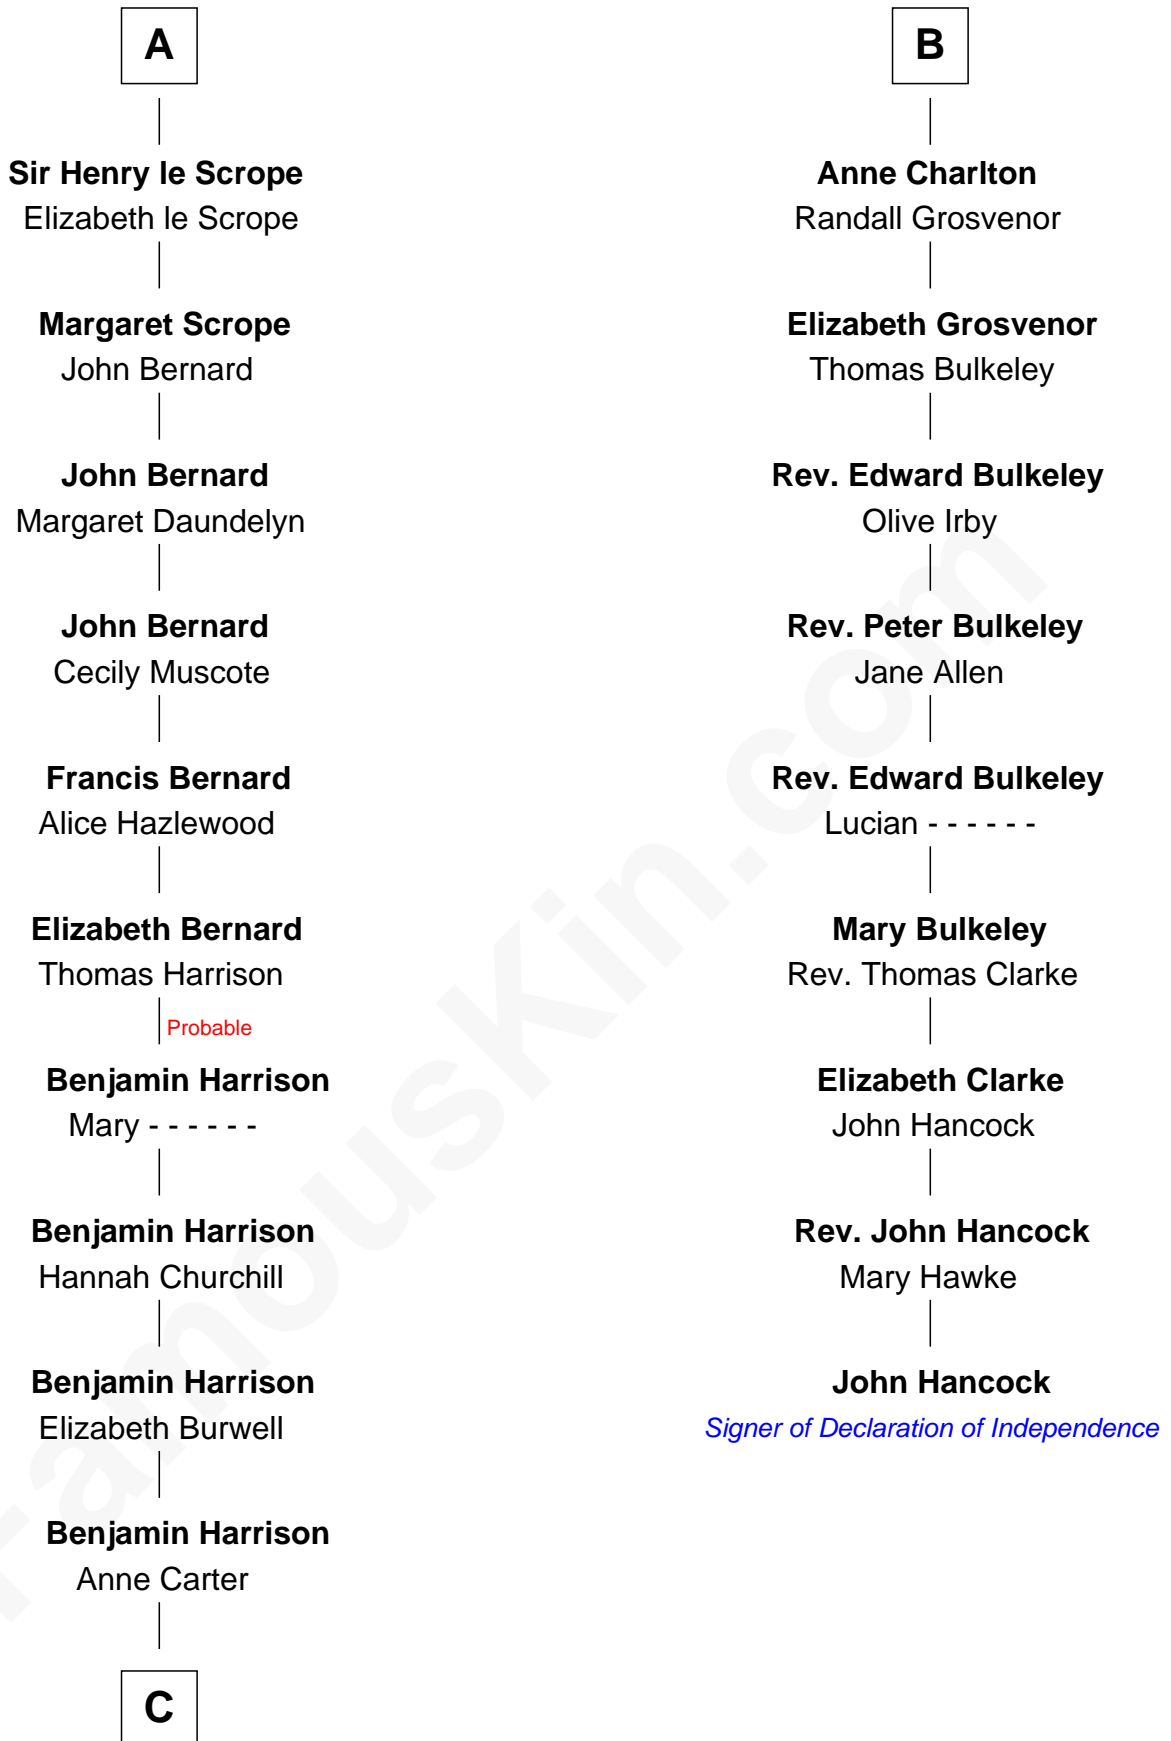 A
Sir Henry le Scrope
Elizabeth le Scrope
Margaret Scrope
John Bernard
John Bernard
Margaret Daundelyn
John Bernard
Cecily Muscote
Francis Bernard
Alice Hazlewood
Elizabeth Bernard
Thomas Harrison
Probable
Benjamin Harrison
Mary - - - - - -
Benjamin Harrison
Hannah Churchill
Benjamin Harrison
Elizabeth Burwell
Benjamin Harrison
Anne Carter
C
B
Anne Charlton
Randall Grosvenor
Elizabeth Grosvenor
Thomas Bulkeley
Rev. Edward Bulkeley
Olive Irby
Rev. Peter Bulkeley
Jane Allen
Rev. Edward Bulkeley
Lucian - - - - - -
Mary Bulkeley
Rev. Thomas Clarke
Elizabeth Clarke
John Hancock
Rev. John Hancock
Mary Hawke
John Hancock
Signer of Declaration of Independence
FamousKin.com